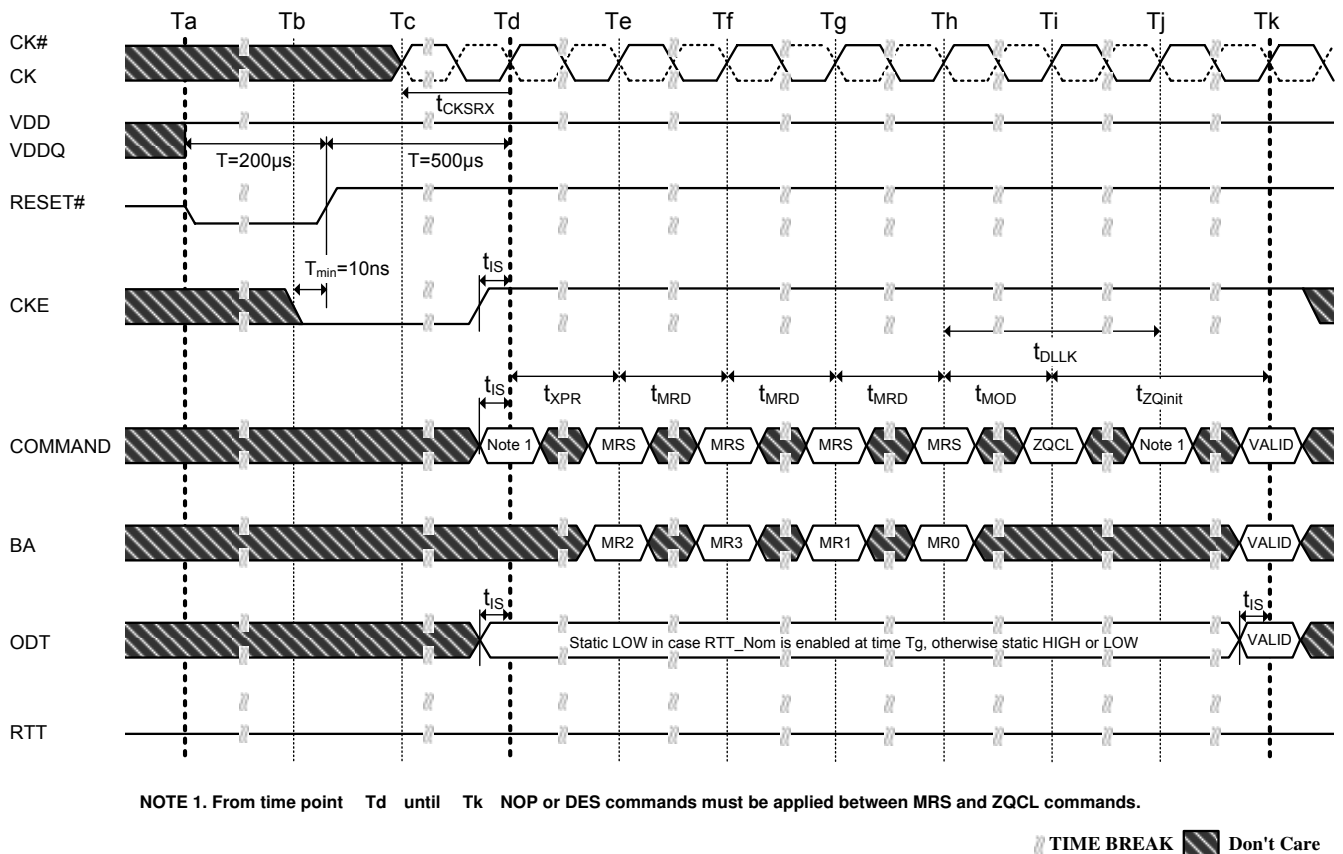 Ta Tb Tc Td Te Tf Tg Th Ti Tj Tk
CK#
CK
tCKSRX
VDD
VDDQ
T=200µs T=500µs
RESET#
Tmin=10ns tIS
CKE
tDLLK
tIS tXPR tMRD tMRD tMRD tMOD tZQinit
COMMAND Note 1 MRS MRS MRS MRS ZQCL Note 1 VALID
BA MR2 MR3 MR1 MR0 VALID
tIS tIS
ODT Static LOW in case RTT_Nom is enabled at time Tg, otherwise static HIGH or LOW VALID
RTT
NOTE 1. From time point Td until Tk NOP or DES commands must be applied between MRS and ZQCL commands.
TIME BREAK Don't Care